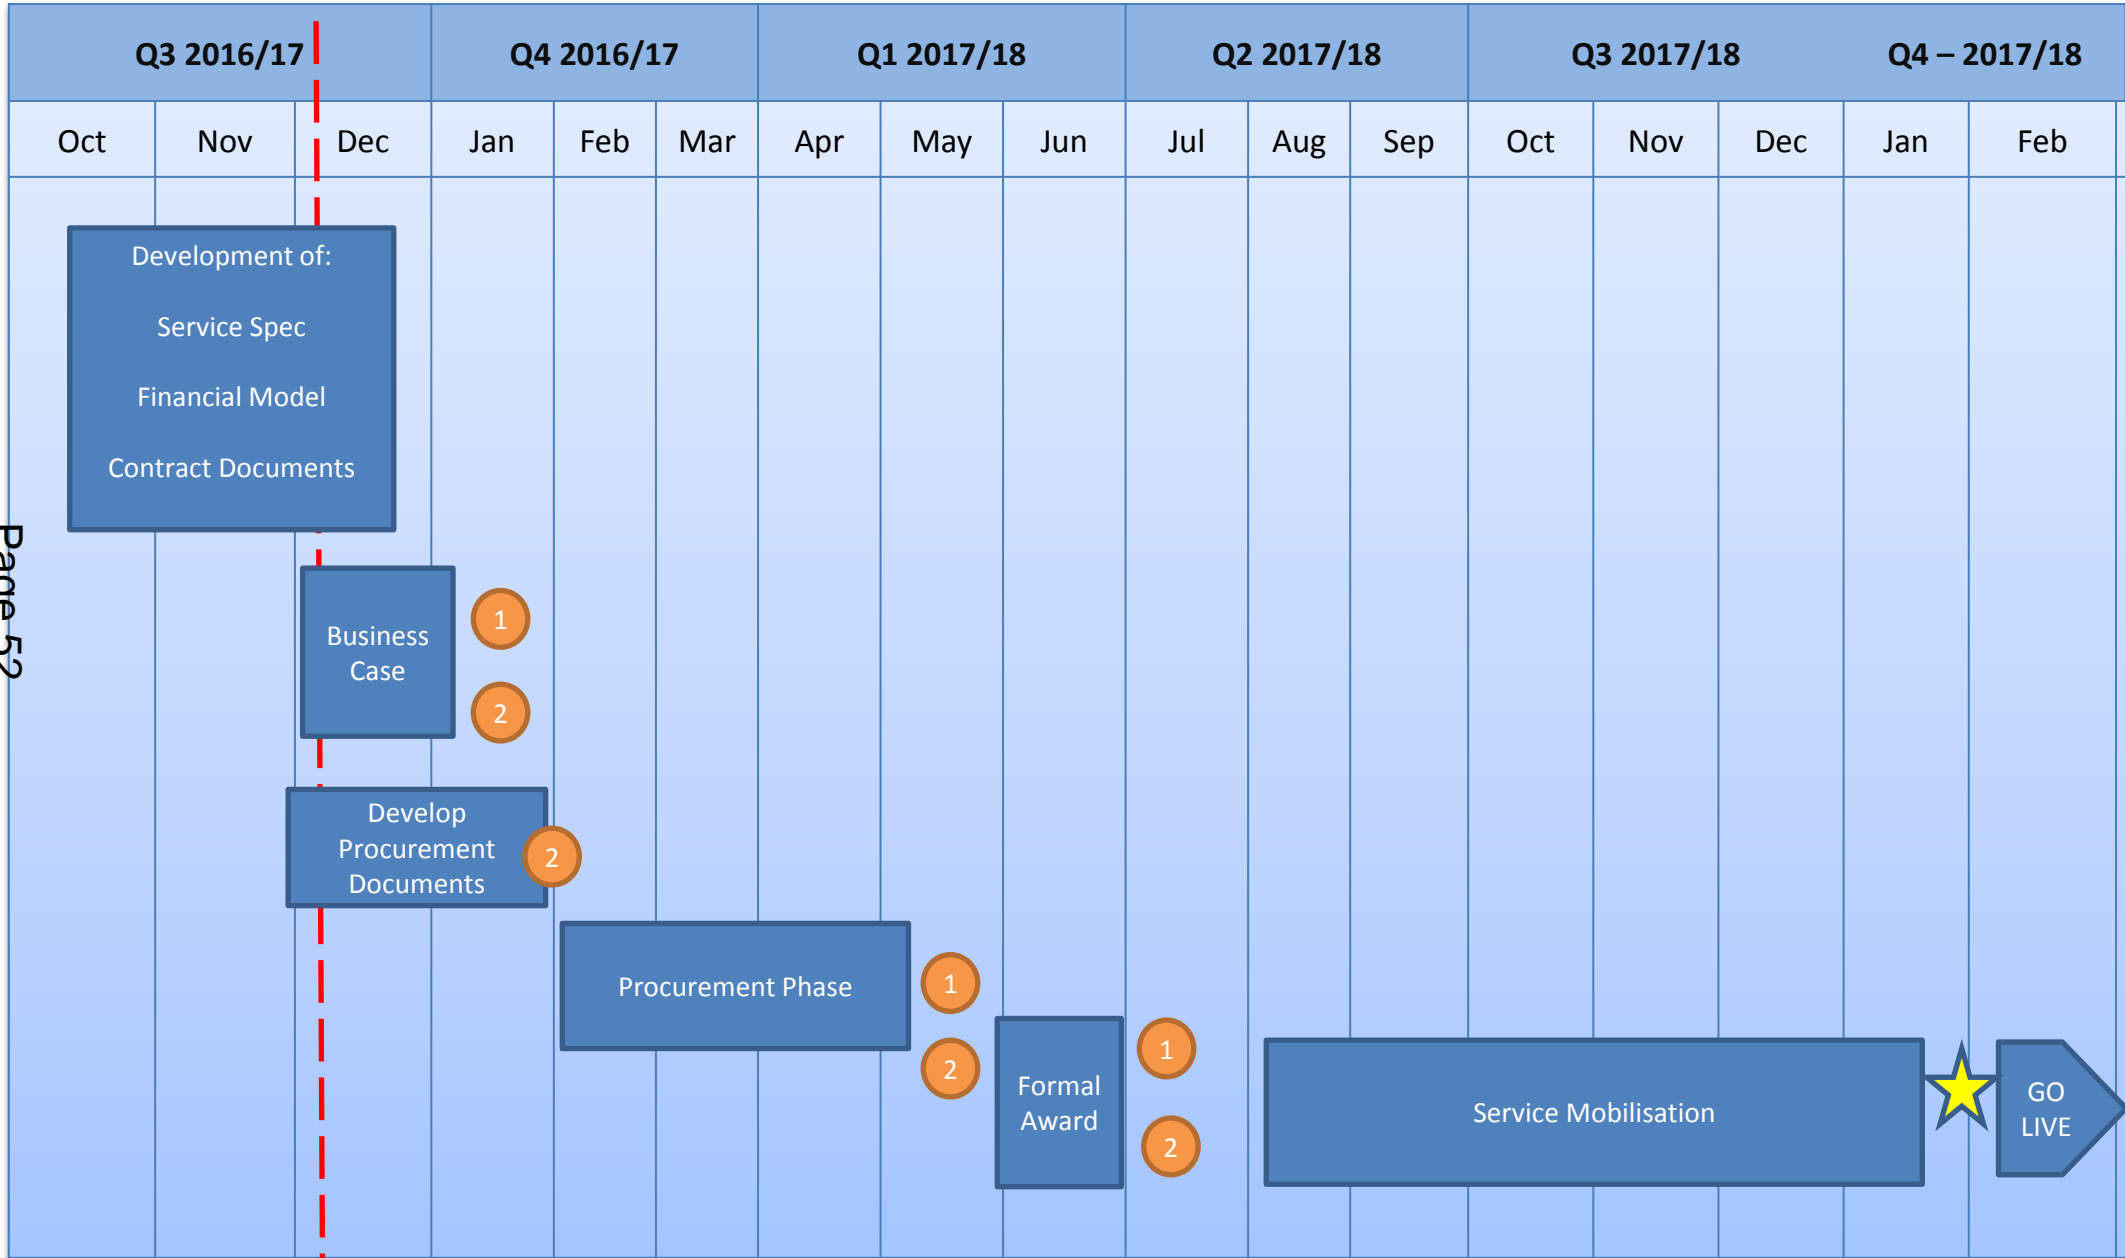 Q3 2016/17 Q4 2016/17 Q1 2017/18 Q2 2017/18 Q3 2017/18 Q4 – 2017/18
Oct Nov Dec Jan Feb Mar Apr May Jun Jul Aug Sep Oct Nov Dec Jan Feb
Development of:
Service Spec
Financial Model
Contract Documents
Page 52
Business
Case
1
2
Develop
Procurement
Documents
2
Procurement Phase
1
2
Formal
Award
1
2
Service Mobilisation
GO
LIVE